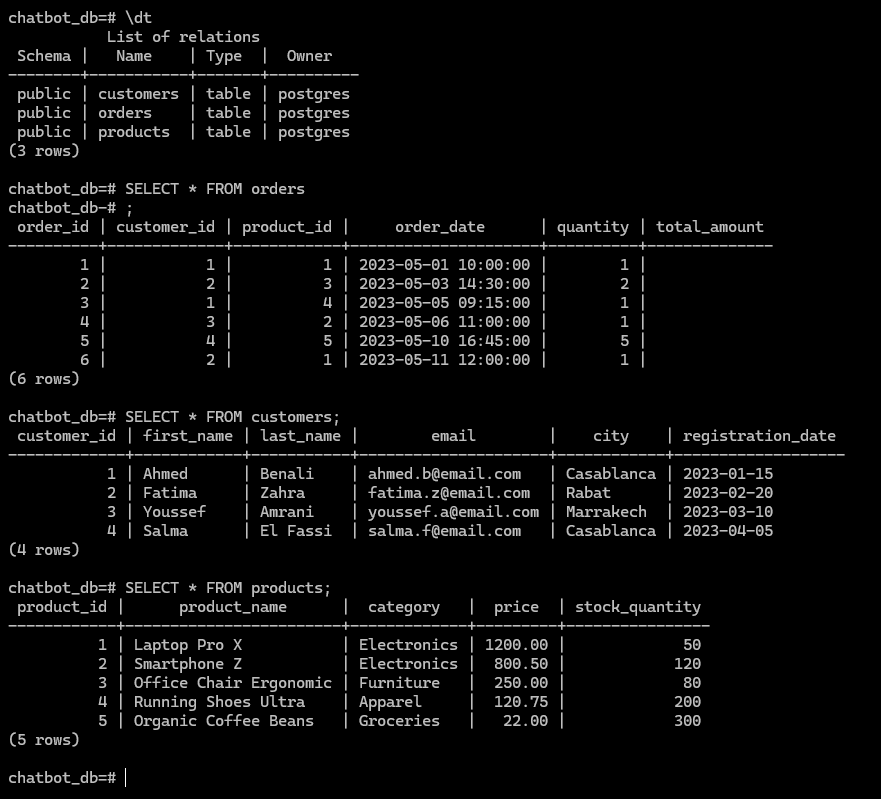 chatbot_db=# \dt
          List of relations
 Schema |   Name    | Type  |  Owner
--------+-----------+-------+----------
 public | customers | table | postgres
 public | orders    | table | postgres
 public | products  | table | postgres
(3 rows)

chatbot_db=# SELECT * FROM orders
chatbot_db-# ;
 order_id | customer_id | product_id |     order_date      | quantity | total_amount
----------+-------------+------------+---------------------+----------+--------------
        1 |           1 |          1 | 2023-05-01 10:00:00 |        1 |
        2 |           2 |          3 | 2023-05-03 14:30:00 |        2 |
        3 |           1 |          4 | 2023-05-05 09:15:00 |        1 |
        4 |           3 |          2 | 2023-05-06 11:00:00 |        1 |
        5 |           4 |          5 | 2023-05-10 16:45:00 |        5 |
        6 |           2 |          1 | 2023-05-11 12:00:00 |        1 |
(6 rows)

chatbot_db=# SELECT * FROM customers;
 customer_id | first_name | last_name |        email        |    city    | registration_date
-------------+------------+-----------+---------------------+------------+-------------------
           1 | Ahmed      | Benali    | ahmed.b@email.com   | Casablanca | 2023-01-15
           2 | Fatima     | Zahra     | fatima.z@email.com  | Rabat      | 2023-02-20
           3 | Youssef    | Amrani    | youssef.a@email.com | Marrakech  | 2023-03-10
           4 | Salma      | El Fassi  | salma.f@email.com   | Casablanca | 2023-04-05
(4 rows)

chatbot_db=# SELECT * FROM products;
 product_id |      product_name      |  category   |  price  | stock_quantity
------------+------------------------+-------------+---------+----------------
          1 | Laptop Pro X           | Electronics | 1200.00 |             50
          2 | Smartphone Z           | Electronics |  800.50 |            120
          3 | Office Chair Ergonomic | Furniture   |  250.00 |             80
          4 | Running Shoes Ultra    | Apparel     |  120.75 |            200
          5 | Organic Coffee Beans   | Groceries   |   22.00 |            300
(5 rows)

chatbot_db=#